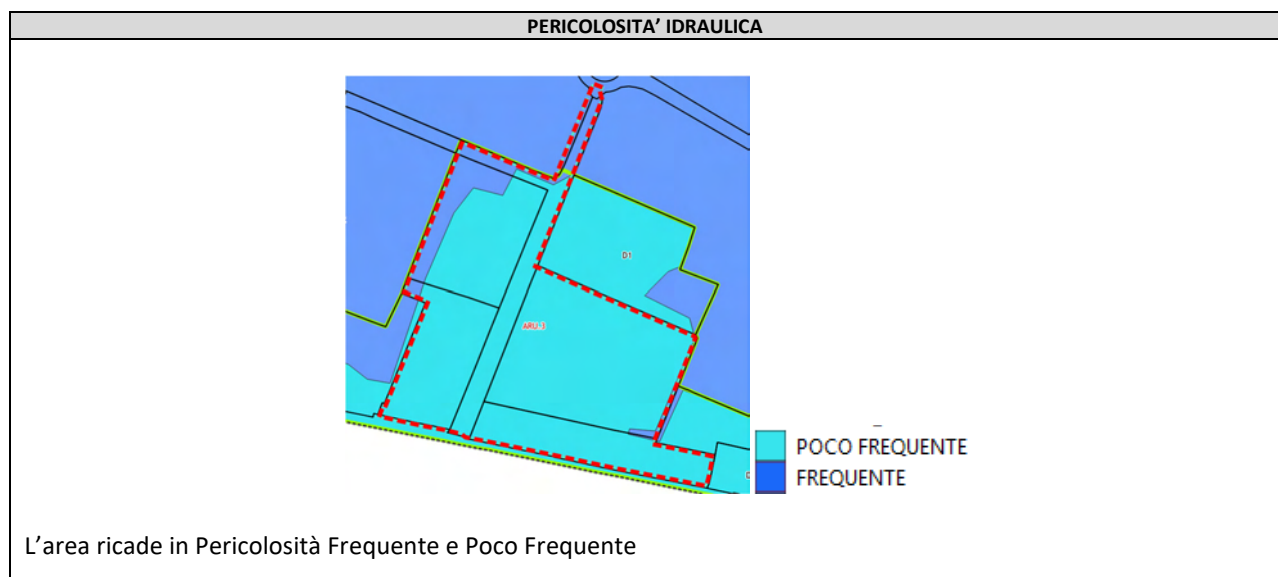 PERICOLOSITA’ IDRAULICA
D1
ARU.3
D
POCO FREQUENTE
FREQUENTE
L’area ricade in Pericolosità Frequente e Poco Frequente